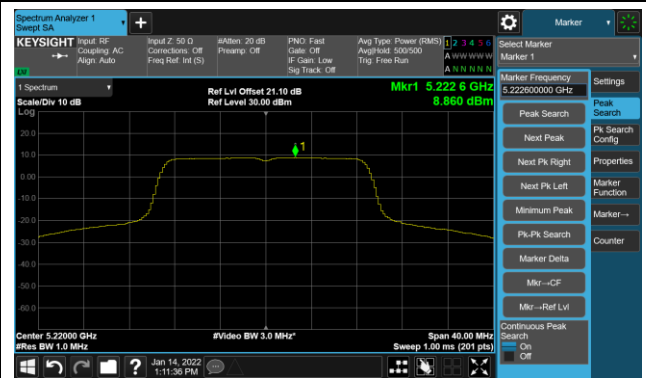 Spectrum Analyzer 1
Swept SA
+
Marker
KEYSIGHT
Input: RF
Coupling: AC
Align: Auto
Input Z: 50 Ω
Corrections: Off
Freq Ref: Int (S)
#Atten: 20 dB
Preamp: Off
PNO: Fast
Gate: Off
IF Gain: Low
Sig Track: Off
Avg Type: Power (RMS)
Avg|Hold: 500/500
Trig: Free Run
1 2 3 4 5 6
A W W W W W
A N N N N N
LXI
Select Marker
Marker 1
1 Spectrum
Scale/Div 10 dB
Log
Ref Lvl Offset 21.10 dB
Ref Level 30.00 dBm
Mkr1 5.222 6 GHz
8.860 dBm
20.0
10.0
0.00
-10.0
-20.0
-30.0
-40.0
-50.0
-60.0
1
Center 5.22000 GHz
#Res BW 1.0 MHz
#Video BW 3.0 MHz*
Span 40.00 MHz
Sweep 1.00 ms (201 pts)
Marker Frequency
5.222600000 GHz
Peak Search
Next Peak
Next Pk Right
Next Pk Left
Minimum Peak
Pk-Pk Search
Marker Delta
Mkr→CF
Mkr→Ref Lvl
Continuous Peak
Search
On
Off
Settings
Peak
Search
Pk Search
Config
Properties
Marker
Function
Marker→
Counter
?
Jan 14, 2022
1:11:36 PM